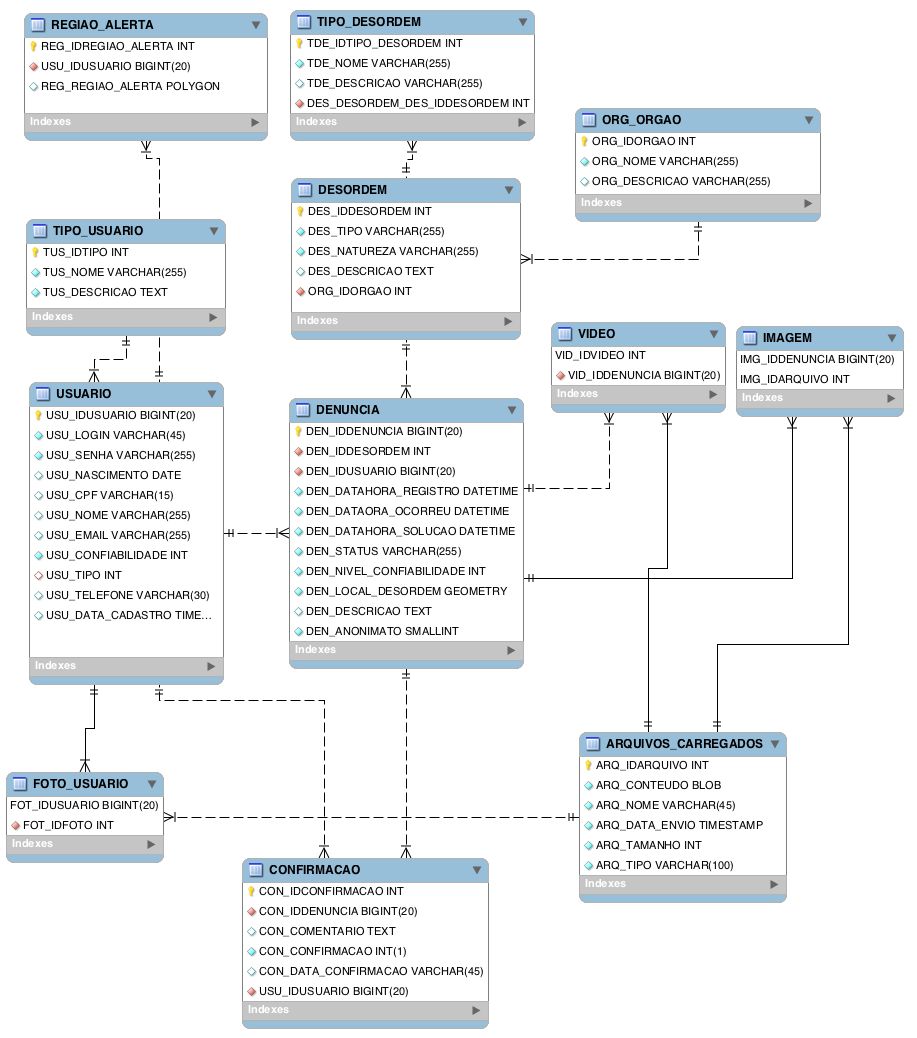 REGIAO_ALERTA
REG_IDREGIAO_ALERTA INT
USU_IDUSUARIO BIGINT(20)
REG_REGIAO_ALERTA POLYGON
Indexes
TIPO_DESORDEM
TDE_IDTIPO_DESORDEM INT
TDE_NOME VARCHAR(255)
TDE_DESCRICAO VARCHAR(255)
DES_DESORDEM_DES_IDDESORDEM INT
Indexes
ORG_ORGAO
ORG_IDORGAO INT
ORG_NOME VARCHAR(255)
ORG_DESCRICAO VARCHAR(255)
Indexes
TIPO_USUARIO
TUS_IDTIPO INT
TUS_NOME VARCHAR(255)
TUS_DESCRICAO TEXT
Indexes
DESORDEM
DES_IDDESORDEM INT
DES_TIPO VARCHAR(255)
DES_NATUREZA VARCHAR(255)
DES_DESCRICAO TEXT
ORG_IDORGAO INT
Indexes
VIDEO
VID_IDVIDEO INT
VID_IDDENUNCIA BIGINT(20)
Indexes
IMAGEM
IMG_IDDENUNCIA BIGINT(20)
IMG_IDARQUIVO INT
Indexes
USUARIO
USU_IDUSUARIO BIGINT(20)
USU_LOGIN VARCHAR(45)
USU_SENHA VARCHAR(255)
USU_NASCIMENTO DATE
USU_CPF VARCHAR(15)
USU_NOME VARCHAR(255)
USU_EMAIL VARCHAR(255)
USU_CONFIABILIDADE INT
USU_TIPO INT
USU_TELEFONE VARCHAR(30)
USU_DATA_CADASTRO TIME...
Indexes
DENUNCIA
DEN_IDDENUNCIA BIGINT(20)
DEN_IDDESORDEM INT
DEN_IDUSUARIO BIGINT(20)
DEN_DATAHORA_REGISTRO DATETIME
DEN_DATAORA_OCORREU DATETIME
DEN_DATAHORA_SOLUCAO DATETIME
DEN_STATUS VARCHAR(255)
DEN_NIVEL_CONFIABILIDADE INT
DEN_LOCAL_DESORDEM GEOMETRY
DEN_DESCRICAO TEXT
DEN_ANONIMATO SMALLINT
Indexes
FOTO_USUARIO
FOT_IDUSUARIO BIGINT(20)
FOT_IDFOTO INT
Indexes
ARQUIVOS_CARREGADOS
ARQ_IDARQUIVO INT
ARQ_CONTEUDO BLOB
ARQ_NOME VARCHAR(45)
ARQ_DATA_ENVIO TIMESTAMP
ARQ_TAMANHO INT
ARQ_TIPO VARCHAR(100)
Indexes
CONFIRMACAO
CON_IDCONFIRMACAO INT
CON_IDDENUNCIA BIGINT(20)
CON_COMENTARIO TEXT
CON_CONFIRMACAO INT(1)
CON_DATA_CONFIRMACAO VARCHAR(45)
USU_IDUSUARIO BIGINT(20)
Indexes